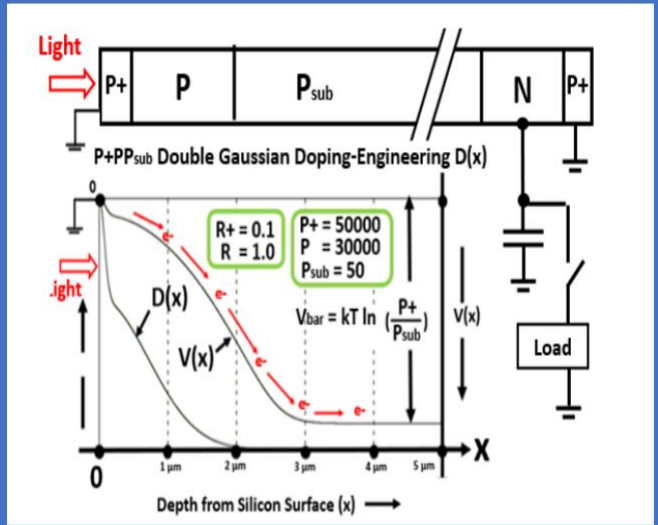 Light
P+
P
Psub
N
P+
P+PPsub Double Gaussian Doping-Engineering D(x)
0
R+ = 0.1
R = 1.0
P+ = 50000
P = 30000
Psub = 50
e-
e-
e-
e-
e-
e-
.ight
D(x)
V(x)
Vbar = kT ln (P+/Psub)
V(x)
Load
X
0
1 μm
2 μm
3 μm
4 μm
5 μm
Depth from Silicon Surface (x)